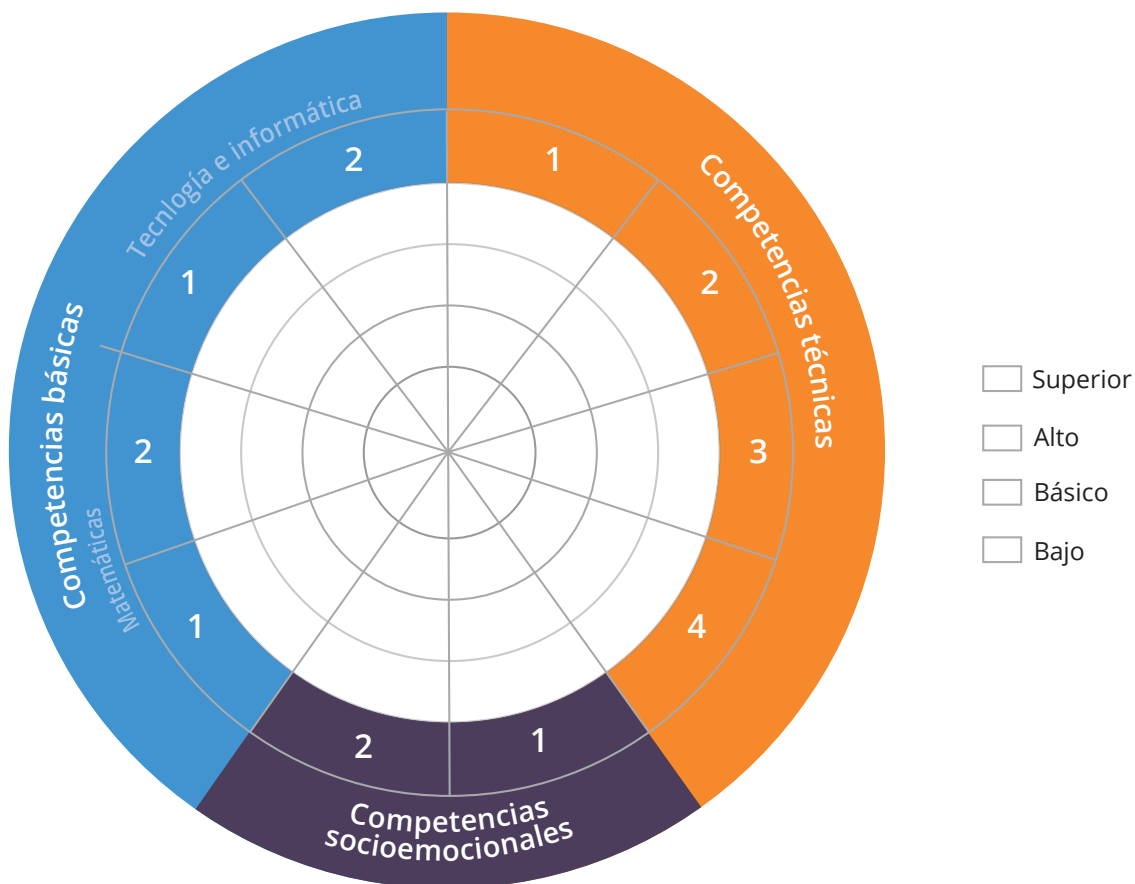 Tecnlogía e informática
2
1
1
2
3
4
Competencias técnicas
Competencias básicas
2
Matemáticas
1
2
1
Competencias
socioemocionales
Superior
Alto
Básico
Bajo